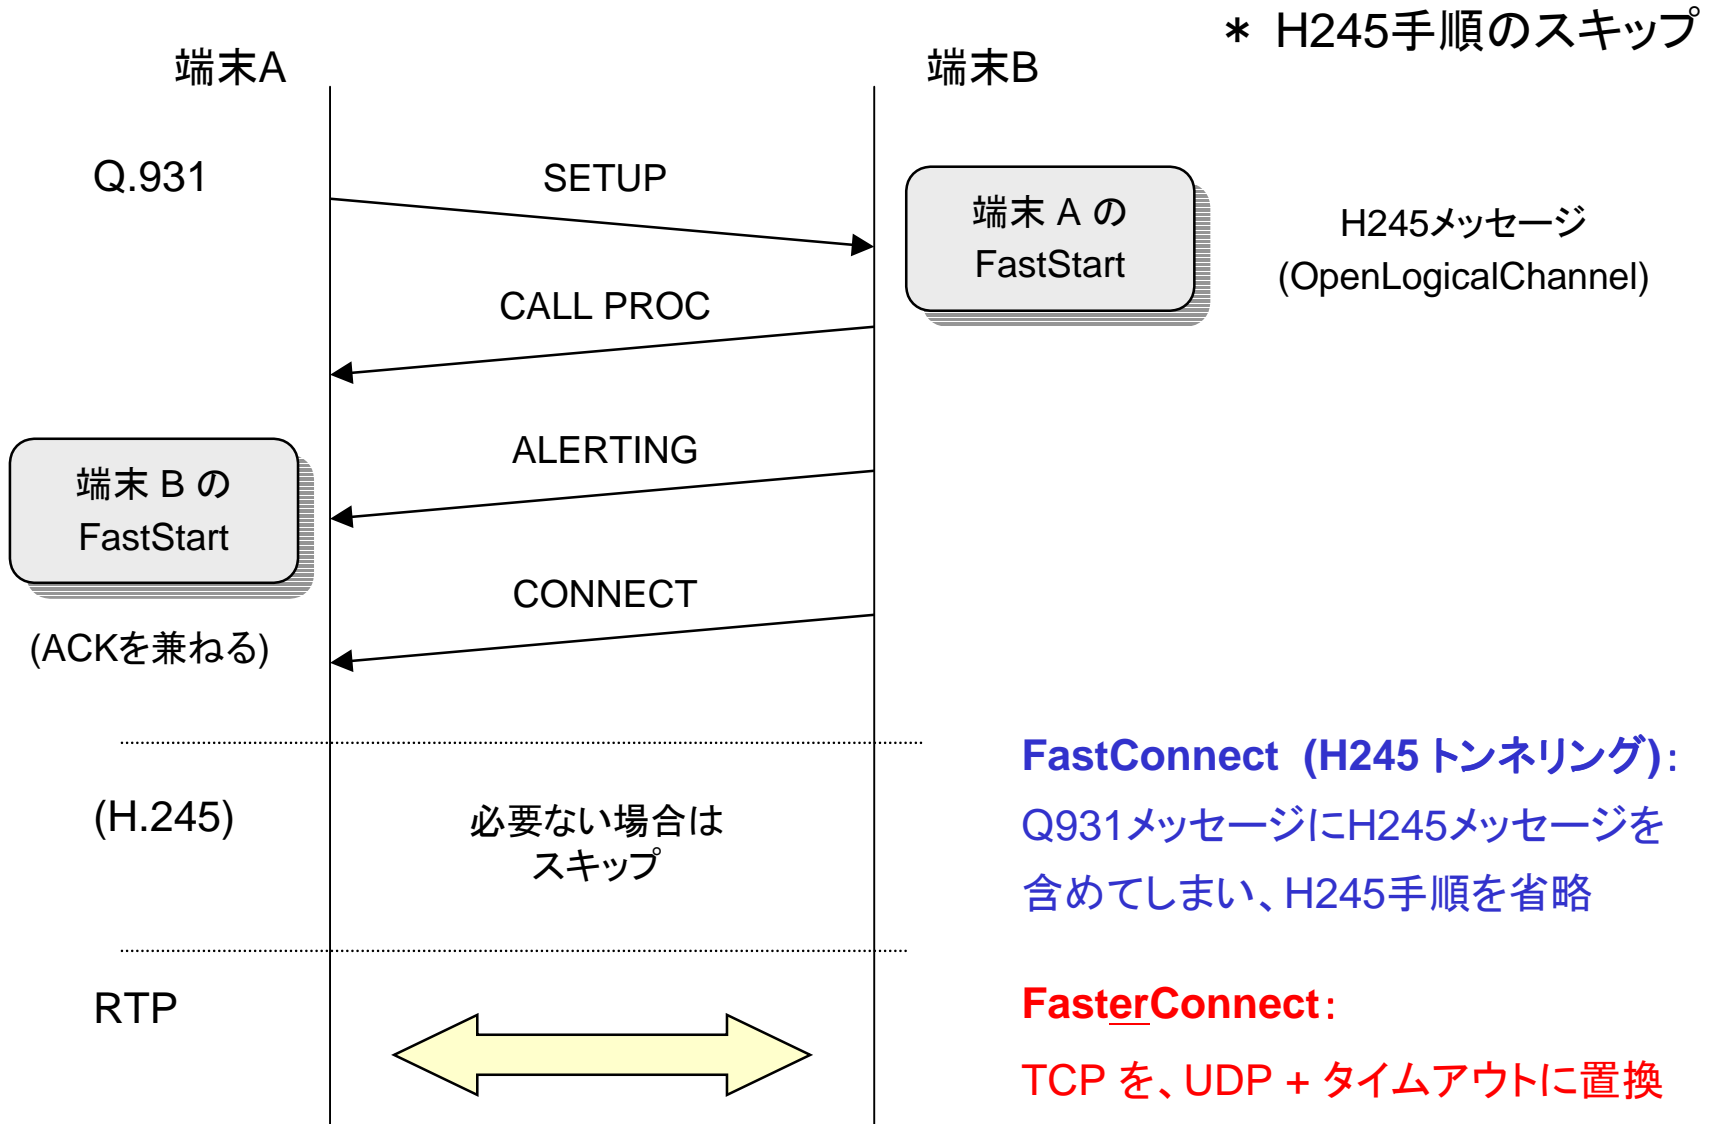 * H245手順のスキップ
端末A
端末B
Q.931
SETUP
端末 A の
FastStart
H245メッセージ
(OpenLogicalChannel)
CALL PROC
ALERTING
端末 B の
FastStart
(ACKを兼ねる)
CONNECT
FastConnect (H245 トンネリング):
Q931メッセージにH245メッセージを
含めてしまい、H245手順を省略
(H.245)
必要ない場合は
スキップ
RTP
FasterConnect:
TCP を、UDP + タイムアウトに置換